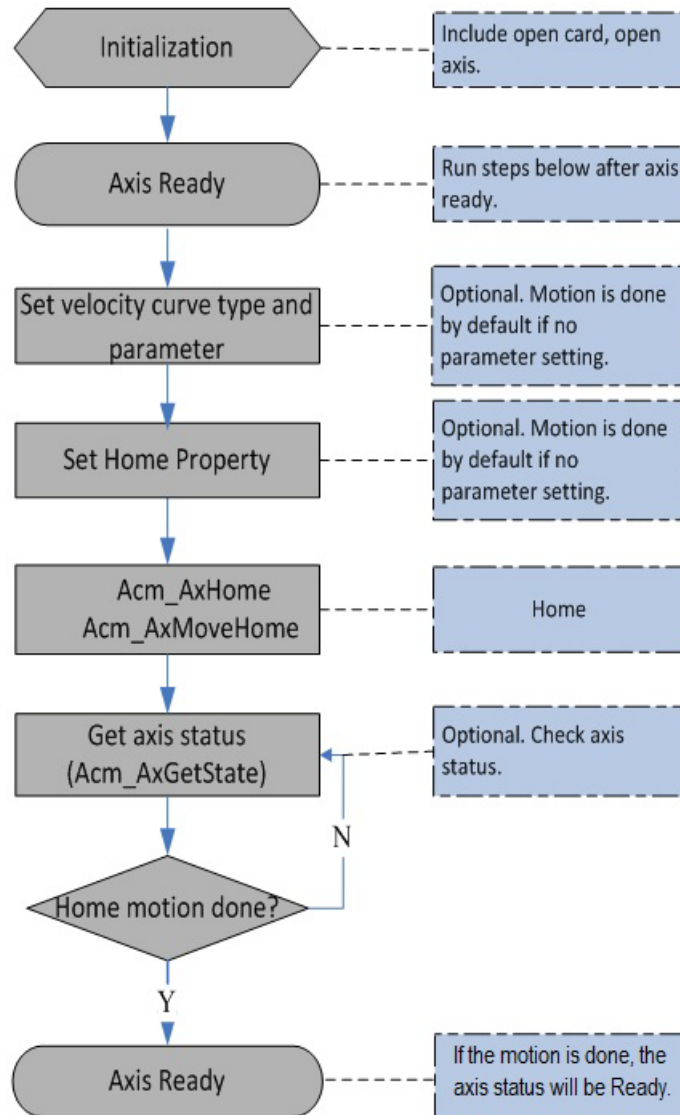 Initialization
Include open card, open
axis.
Axis Ready
Run steps below after axis
ready.
Set velocity curve type and
parameter
Optional. Motion is done
by default if no
parameter setting.
Set Home Property
Optional. Motion is done
by default if no
parameter setting.
Acm_AxHome
Acm_AxMoveHome
Home
Get axis status
(Acm_AxGetState)
Optional. Check axis
status.
N
Home motion done?
Y
Axis Ready
If the motion is done, the
axis status will be Ready.